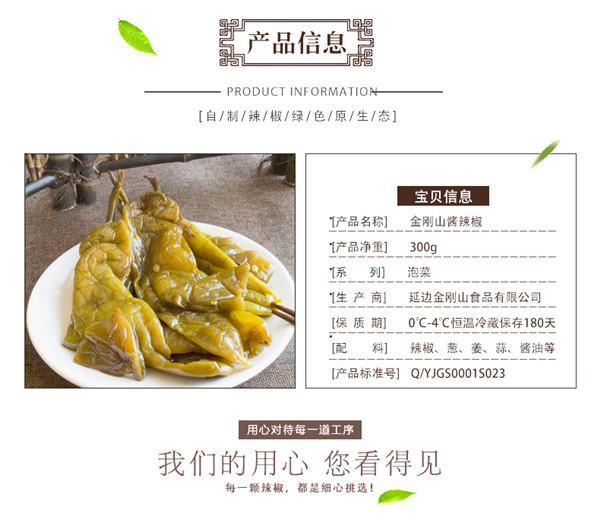 产品信息
PRODUCT INFORMATION
[自/制/辣/椒/绿/色/原/生/态/]
宝贝信息
*[产品名称] 金刚山酱辣椒
*[产品净重] 300g
*[系 列] 泡菜
*[生 产 商] 延边金刚山食品有限公司
[保 质 期] 0℃-4℃恒温冷藏保存180天
*[配 料] 辣椒、葱、姜、蒜、酱油等
[产品标准号] Q/YJGS0001S023
用心对待每一道工序
我们的用心 您看得见
每一颗辣椒，都是细心挑选！